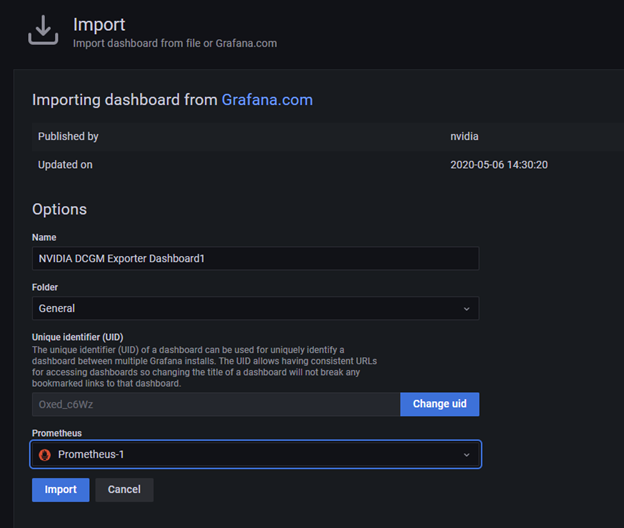 Import
Import dashboard from file or Grafana.com
Importing dashboard from Grafana.com
Published by nvidia
Updated on 2020-05-06 14:30:20
Options
Name
NVIDIA DCGM Exporter Dashboard1
Folder
General
Unique identifier (UID)
The unique identifier (UID) of a dashboard can be used for uniquely identify a
dashboard between multiple Grafana installs. The UID allows having consistent URLs
for accessing dashboards so changing the title of a dashboard will not break any
bookmarked links to that dashboard.
Oxed_c6Wz Change uid
Prometheus
Prometheus-1
Import Cancel